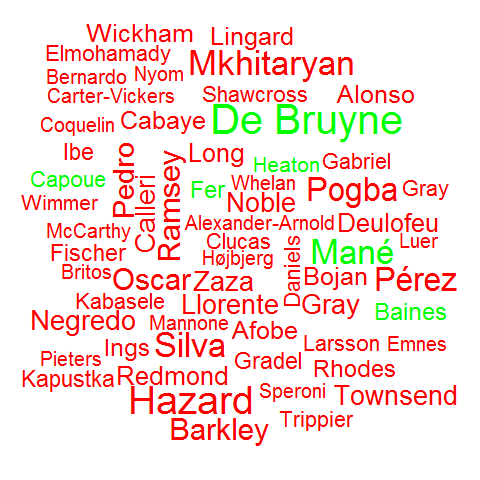 Wickham
Lingard
Elmohamady
Mkhitaryan
Bernardo
Nyom
Carter-Vickers
Shawcross
Alonso
Coquelin
Cabaye
De Bruyne
Ibe
Pedro
Calleri
Ramsey
Long
Heaton
Gabriel
Capoue
Fer
Whelan
Pogba
Gray
Wimmer
Noble
McCarthy
Alexander-Arnold
Deulofeu
Fischer
Clucas
Mané
Luer
Højbjerg
Britos
Oscar
Zaza
Daniels
Bojan
Pérez
Kabasele
Llorente
Gray
Baines
Negredo
Mannone
Afobe
Pieters
Ings
Silva
Larsson
Emnes
Gradel
Kapustka
Redmond
Rhodes
Hazard
Speroni
Townsend
Barkley
Trippier